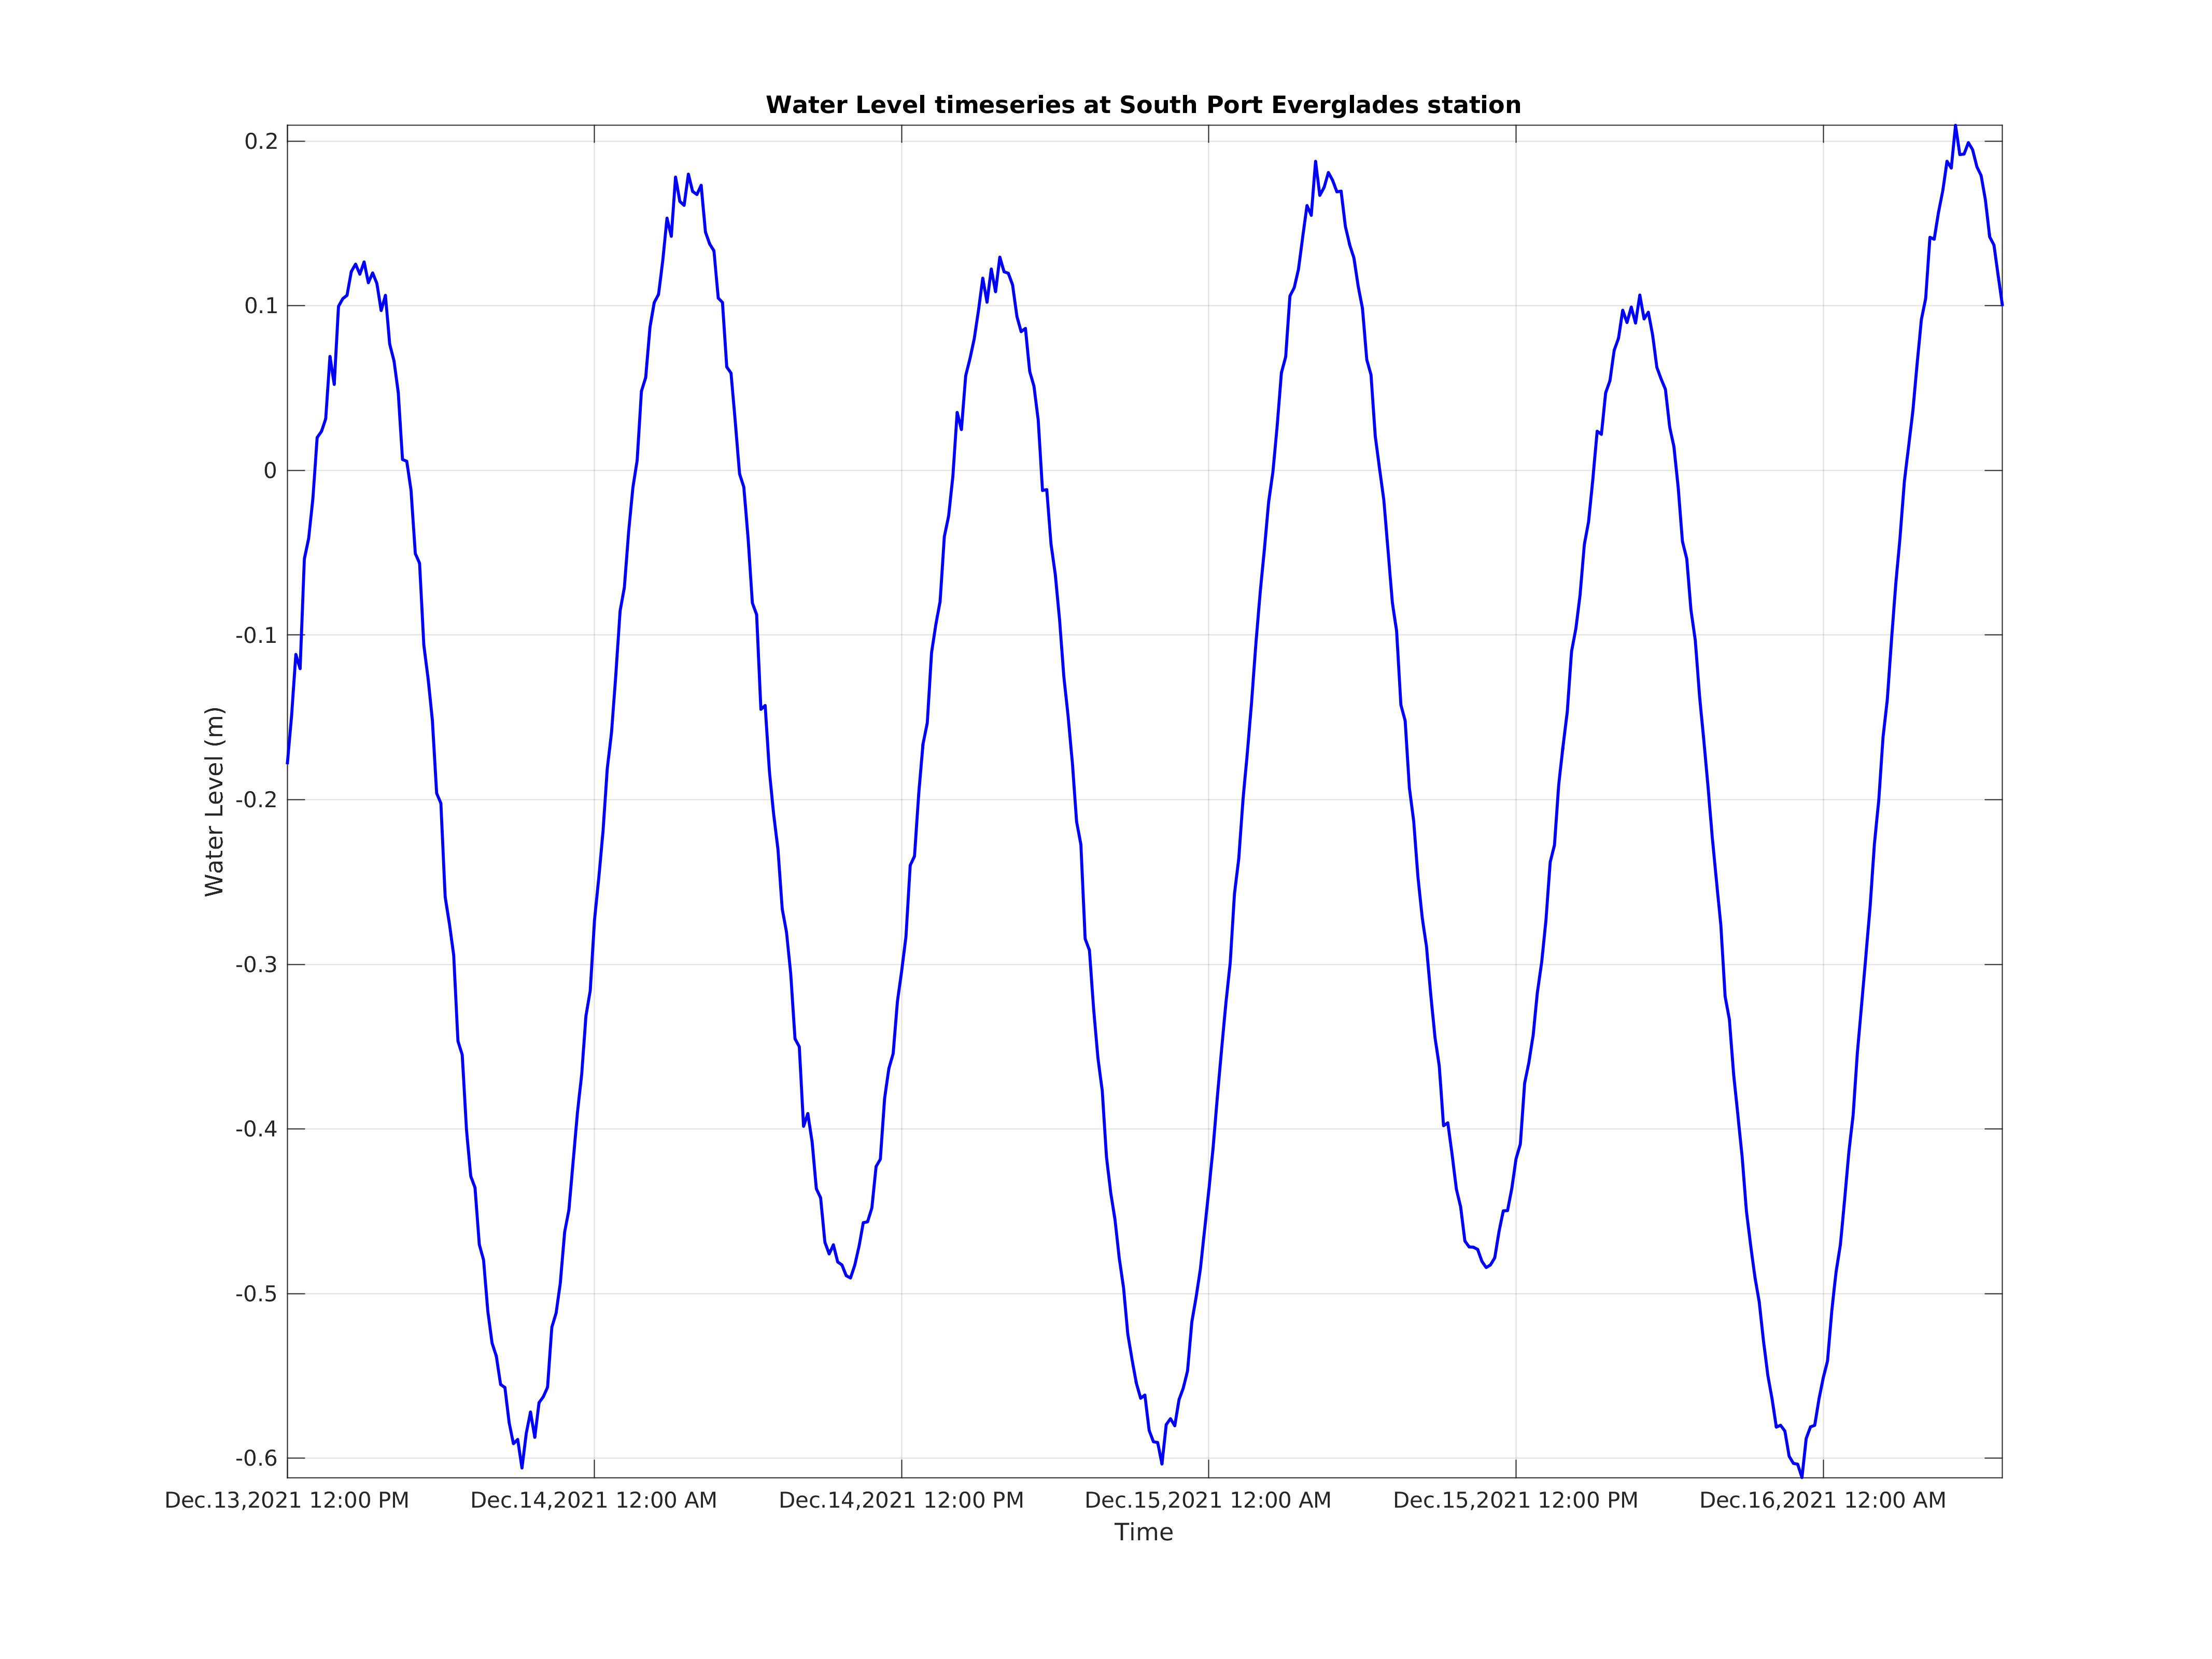 Water Level timeseries at South Port Everglades station
0.2
0.1
0
-0.1
-0.2
-0.3
-0.4
-0.5
-0.6
Water Level (m)
Dec.13,2021 12:00 PM Dec.14,2021 12:00 AM Dec.14,2021 12:00 PM Dec.15,2021 12:00 AM Dec.15,2021 12:00 PM Dec.16,2021 12:00 AM
Time